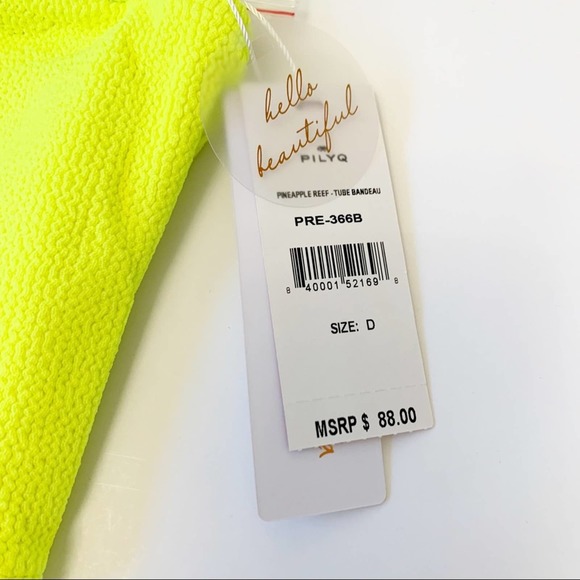 hello
beautiful
PILYQ
PINEAPPLE REEF - TUBE BANDEAU
PRE-366B
8 40001 52169 8
SIZE: D
MSRP $ 88.00